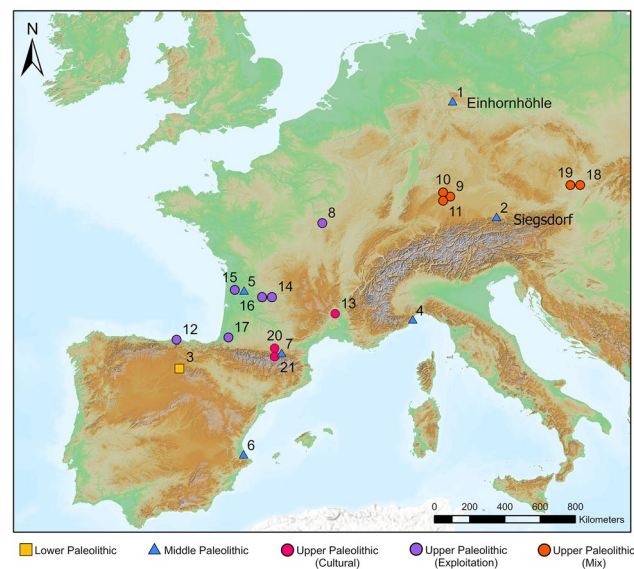 N
1
Einhornhöhle
19 18
10
9
11
2
Siegsdorf
8
15 5
14
16
13
4
12
17
20
7
3
21
6
0 200 400 600 800
Kilometers
Lower Paleolithic
Middle Paleolithic
Upper Paleolithic
(Cultural)
Upper Paleolithic
(Exploitation)
Upper Paleolithic
(Mix)